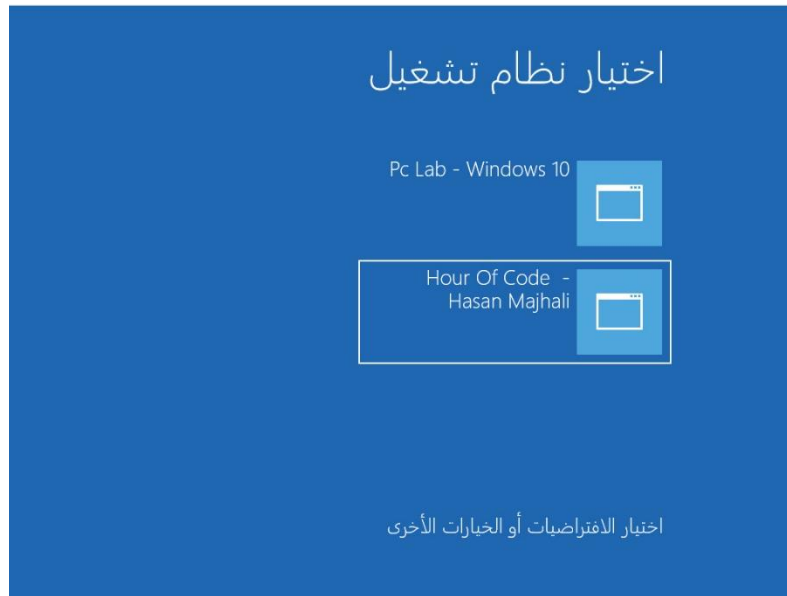 اختيار نظام تشغيل
Pc Lab - Windows 10
Hour Of Code -
Hasan Majhali
اختيار الافتراضيات أو الخيارات الأخرى